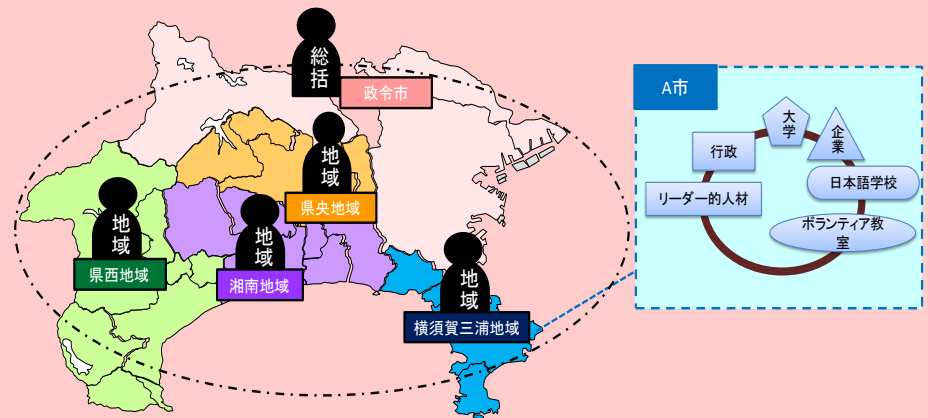 総括
政令市
地域
県央地域
地域
県西地域
地域
湘南地域
地域
横須賀三浦地域
A市
大学
企業
行政
日本語学校
リーダー的人材
ボランティア教
室